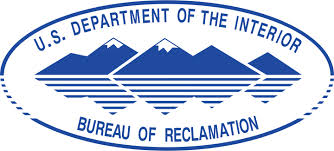 U.S. DEPARTMENT OF THE INTERIOR
BUREAU OF RECLAMATION